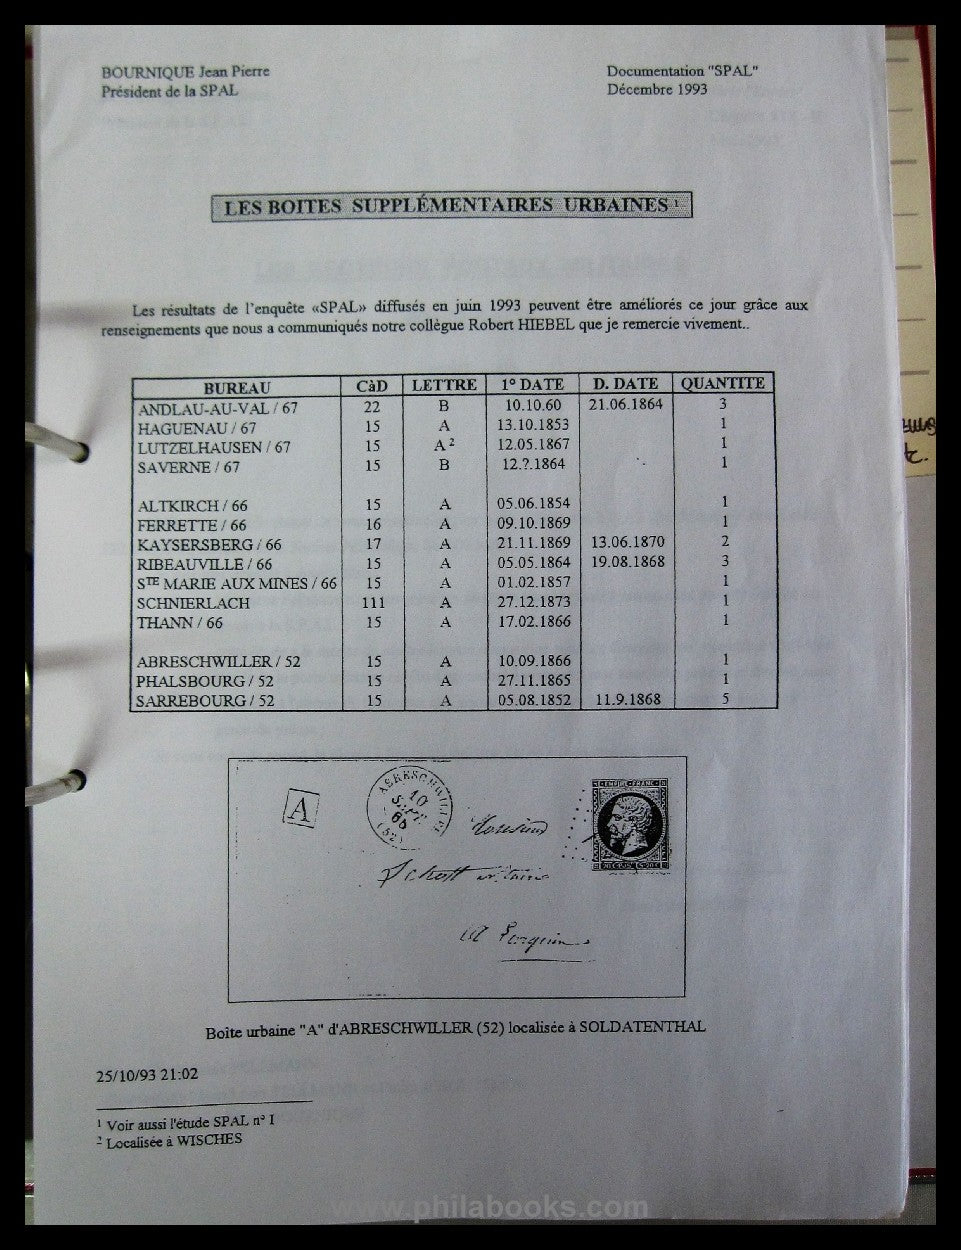 BOURNIQUE Jean Pierre
Président de la SPAL
Documentation "SPAL"
Décembre 1993
LES BOITES SUPPLÉMENTAIRES URBAINES ¹
Les résultats de l'enquête «SPAL» diffusés en juin 1993 peuvent être améliorés ce jour grâce aux
renseignements que nous a communiqués notre collègue Robert HIEBEL que je remercie vivement..
BUREAU CàD LETTRE 1° DATE D. DATE QUANTITE
ANDLAU-AU-VAL / 67 22 B 10.10.60 21.06.1864 3
HAGUENAU / 67 15 A 13.10.1853 1
LUTZELHAUSEN / 67 15 A ² 12.05.1867 1
SAVERNE / 67 15 B 12.?.1864 1
ALTKIRCH / 66 15 A 05.06.1854 1
FERRETTE / 66 16 A 09.10.1869 1
KAYSERSBERG / 66 17 A 21.11.1869 13.06.1870 2
RIBEAUVILLE / 66 15 A 05.05.1864 19.08.1868 3
STE MARIE AUX MINES / 66 15 A 01.02.1857 1
SCHNIERLACH 111 A 27.12.1873 1
THANN / 66 15 A 17.02.1866 1
ABRESCHWILLER / 52 15 A 10.09.1866 1
PHALSBOURG / 52 15 A 27.11.1865 1
SARREBOURG / 52 15 A 05.08.1852 11.9.1868 5
A
ABRESCHWILLER
10
SEPT.
66
(52)
EMPIRE FRANC
Monsieur
A Lorquin
Boîte urbaine "A" d'ABRESCHWILLER (52) localisée à SOLDATENTHAL
25/10/93 21:02
¹ Voir aussi l'étude SPAL n° I
² Localisée à WISCHES
www.philabooks.com